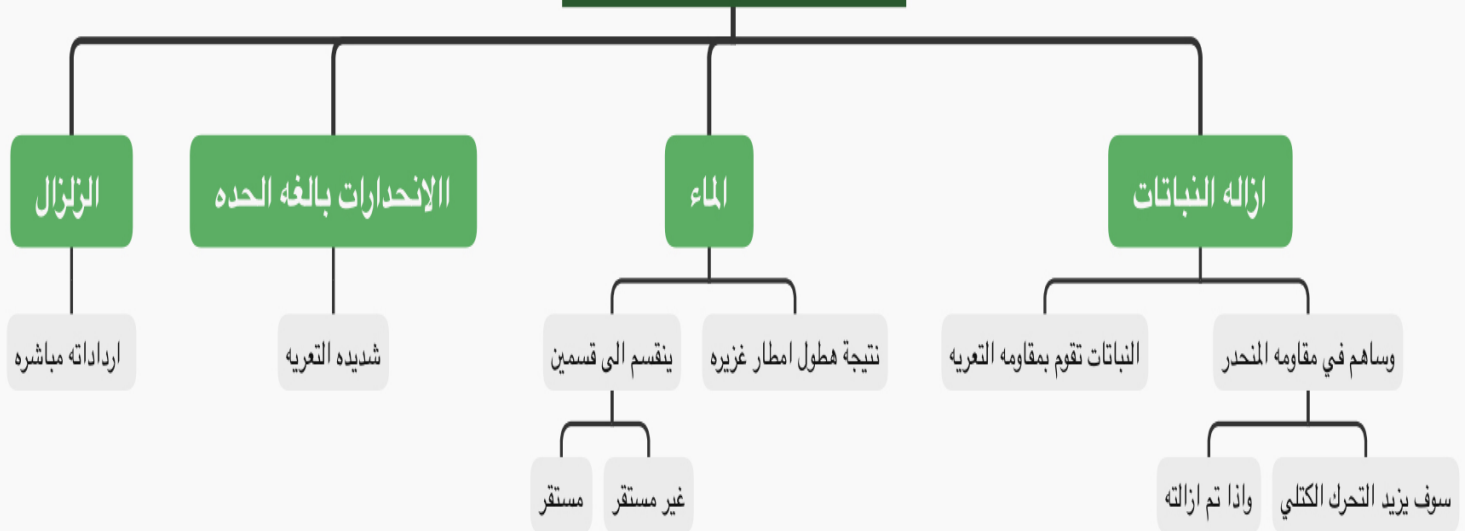 ازاله النباتات
الماء
االانحدارات بالغه الحده
الزلزال
وساهم في مقاومه المنحدر
النباتات تقوم بمقاومه التعريه
نتيجة هطول امطار غزيره
ينقسم الى قسمين
شديده التعريه
ارداداته مباشره
سوف يزيد التحرك الكتلي
واذا تم ازالته
غير مستقر
مستقر